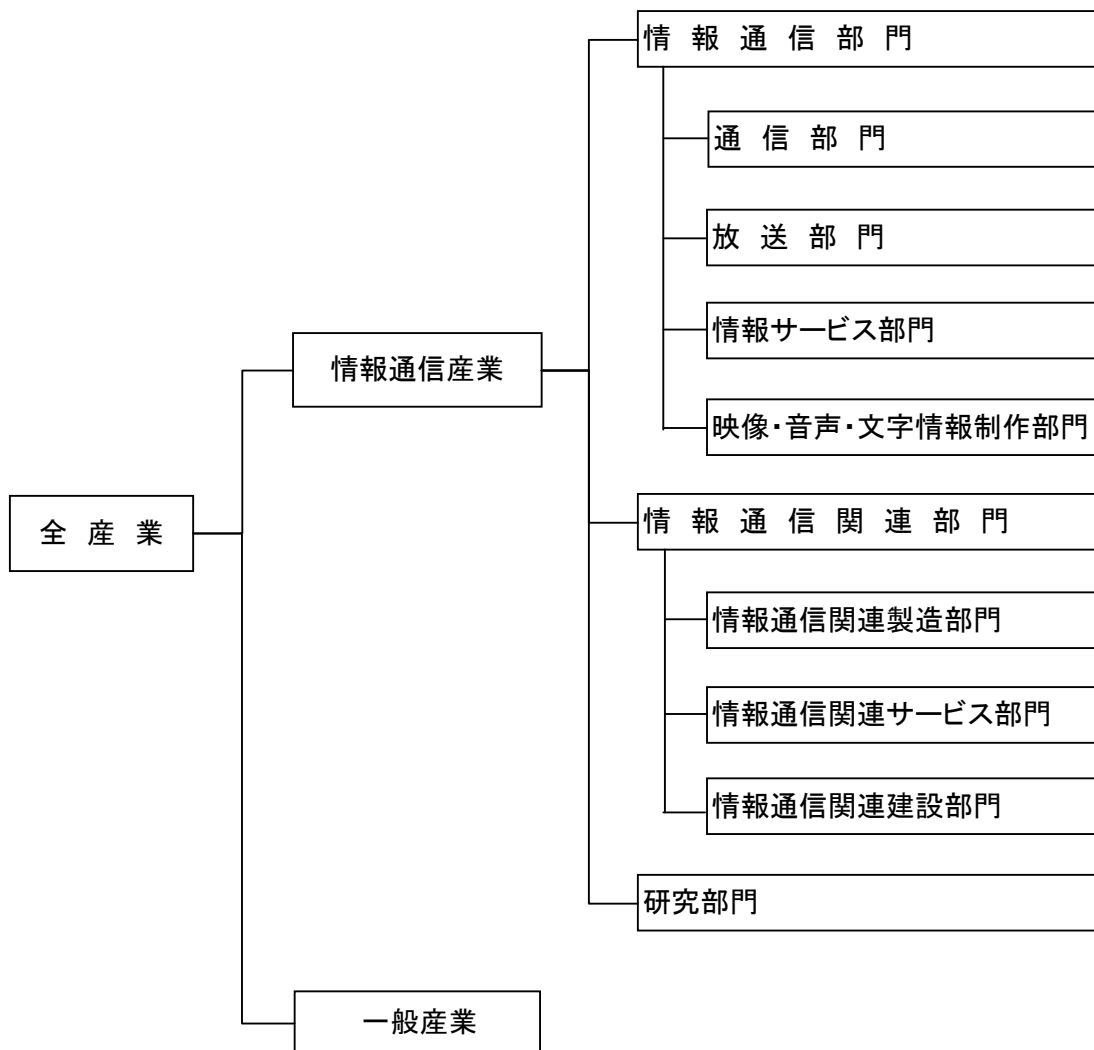 情報通信部門
通信部門
放送部門
情報サービス部門
情報通信産業
映像・音声・文字情報制作部門
全産業
情報通信関連部門
情報通信関連製造部門
情報通信関連サービス部門
情報通信関連建設部門
研究部門
一般産業